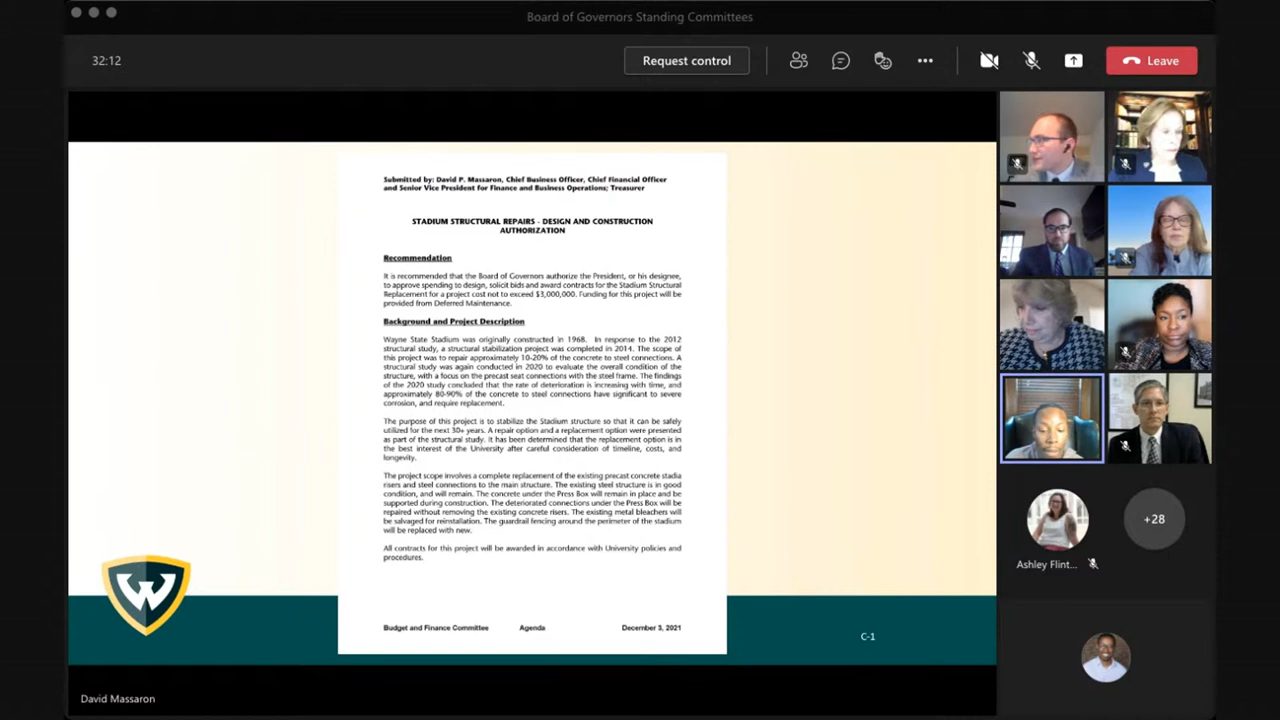 Board of Governors Standing Committees
32:12
Request control
Leave
Submitted by: David P. Massaron, Chief Business Officer, Chief Financial Officer
and Senior Vice President for Finance and Business Operations; Treasurer
STADIUM STRUCTURAL REPAIRS - DESIGN AND CONSTRUCTION
AUTHORIZATION
Recommendation
It is recommended that the Board of Governors authorize the President, or his designee,
to approve spending to design, solicit bids and award contracts for the Stadium Structural
Replacement for a project cost not to exceed $3,000,000. Funding for this project will be
provided from Deferred Maintenance.
Background and Project Description
Wayne State Stadium was originally constructed in 1968. In response to the 2012
structural study, a structural stabilization project was completed in 2014. The scope of
this project was to repair approximately 10-20% of the concrete to steel connections. A
structural study was again conducted in 2020 to evaluate the overall condition of the
structure, with a focus on the precast seat connections with the steel frame. The findings
of the 2020 study concluded that the rate of deterioration is increasing with time, and
approximately 80-90% of the concrete to steel connections have significant to severe
corrosion, and require replacement.
The purpose of this project is to stabilize the Stadium structure so that it can be safely
utilized for the next 30+ years. A repair option and a replacement option were presented
as part of the structural study. It has been determined that the replacement option is in
the best interest of the University after careful consideration of timeline, costs, and
longevity.
The project scope involves a complete replacement of the existing precast concrete stadia
risers and steel connections to the main structure. The existing steel structure is in good
condition, and will remain. The concrete under the Press Box will remain in place and be
supported during construction. The deteriorated connections under the Press Box will be
repaired without removing the existing concrete risers. The existing metal bleachers will
be salvaged for reinstallation. The guardrail fencing around the perimeter of the stadium
will be replaced with new.
All contracts for this project will be awarded in accordance with University policies and
procedures.
Budget and Finance Committee Agenda December 3, 2021
W
C-1
+28
Ashley Flint...
David Massaron